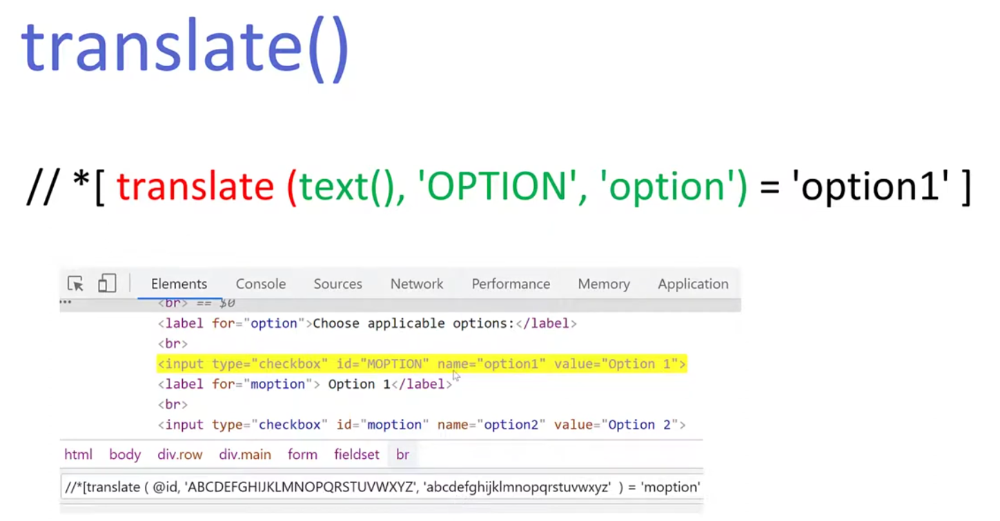 translate()
// *[ translate (text(), 'OPTION', 'option') = 'option1' ]
Elements Console Sources Network Performance Memory Application
··· <br> == $0
<label for="option">Choose applicable options:</label>
<br>
<input type="checkbox" id="MOPTION" name="option1" value="Option 1">
<label for="moption"> Option 1</label>
<br>
<input type="checkbox" id="moption" name="option2" value="Option 2">
html body div.row div.main form fieldset br
//*[translate ( @id, 'ABCDEFGHIJKLMNOPQRSTUVWXYZ', 'abcdefghijklmnopqrstuvwxyz' ) = 'moption'